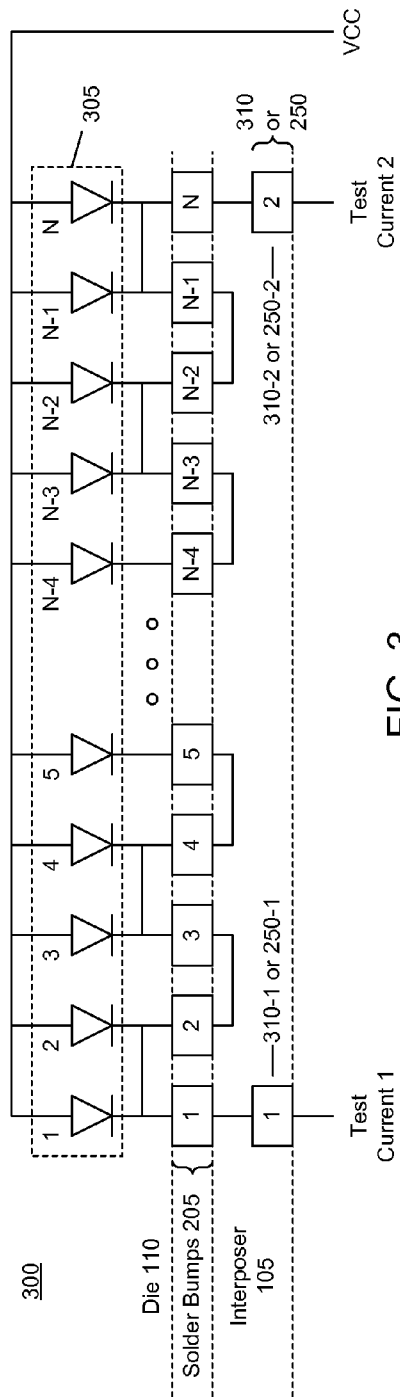 300
305
VCC
1 2 3 4 5 N-4 N-3 N-2 N-1 N
Die 110
Solder Bumps 205
1 2 3 4 5 N-4 N-3 N-2 N-1 N
Interposer
105
1
310-1 or 250-1
310-2 or 250-2
2
310
or
250
Test
Current 1
Test
Current 2
FIG. 3